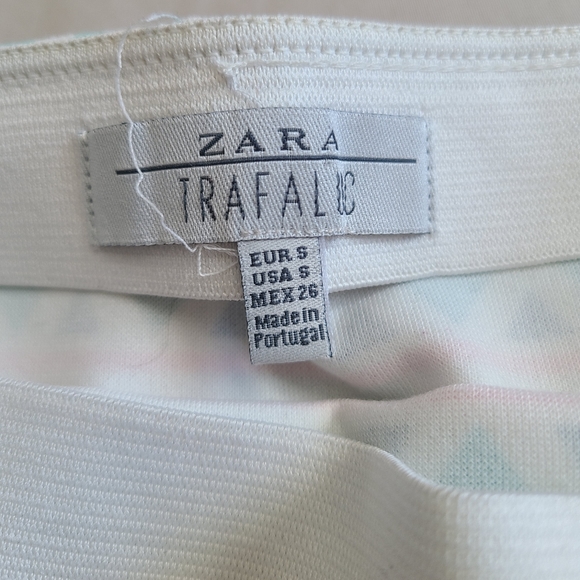 ZARA
TRAFALUC
EUR S
USA S
MEX 26
Made in
Portugal